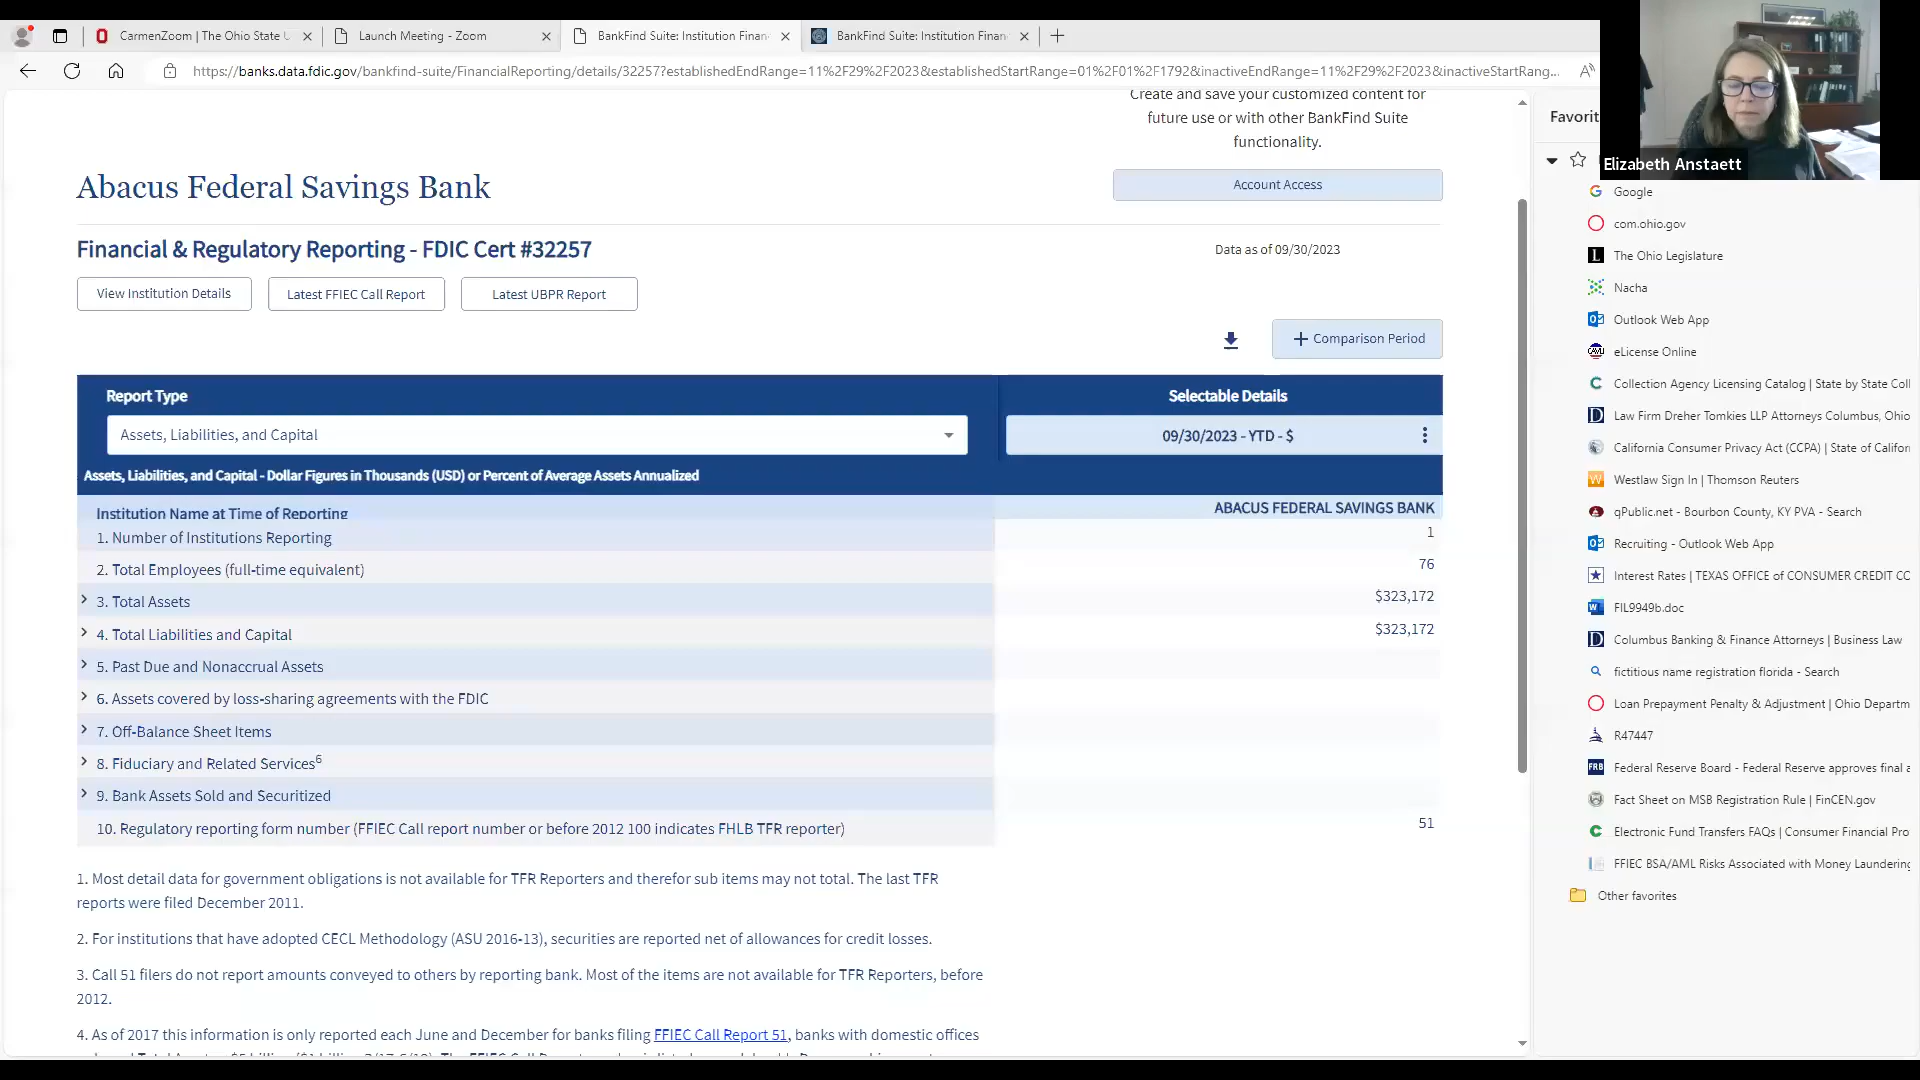 CarmenZoom | The Ohio State U
Launch Meeting - Zoom
BankFind Suite: Institution Finan
BankFind Suite: Institution Finan
https://banks.data.fdic.gov/bankfind-suite/FinancialReporting/details/32257?establishedEndRange=11%2F29%2F2023&establishedStartRange=01%2F01%2F1792&inactiveEndRange=11%2F29%2F2023&inactiveStartRang...
Create and save your customized content for
future use or with other BankFind Suite
functionality.
Account Access
Abacus Federal Savings Bank
Financial & Regulatory Reporting - FDIC Cert #32257
Data as of 09/30/2023
View Institution Details
Latest FFIEC Call Report
Latest UBPR Report
Comparison Period
Report Type
Selectable Details
Assets, Liabilities, and Capital
09/30/2023 - YTD - $
Assets, Liabilities, and Capital - Dollar Figures in Thousands (USD) or Percent of Average Assets Annualized
Institution Name at Time of Reporting
ABACUS FEDERAL SAVINGS BANK
1. Number of Institutions Reporting
1
2. Total Employees (full-time equivalent)
76
3. Total Assets
$323,172
4. Total Liabilities and Capital
$323,172
5. Past Due and Nonaccrual Assets
6. Assets covered by loss-sharing agreements with the FDIC
7. Off-Balance Sheet Items
8. Fiduciary and Related Services6
9. Bank Assets Sold and Securitized
10. Regulatory reporting form number (FFIEC Call report number or before 2012 100 indicates FHLB TFR reporter)
51
1. Most detail data for government obligations is not available for TFR Reporters and therefor sub items may not total. The last TFR
reports were filed December 2011.
2. For institutions that have adopted CECL Methodology (ASU 2016-13), securities are reported net of allowances for credit losses.
3. Call 51 filers do not report amounts conveyed to others by reporting bank. Most of the items are not available for TFR Reporters, before
2012.
4. As of 2017 this information is only reported each June and December for banks filing FFIEC Call Report 51, banks with domestic offices
Favorit
Elizabeth Anstaett
Google
com.ohio.gov
The Ohio Legislature
Nacha
Outlook Web App
eLicense Online
Collection Agency Licensing Catalog | State by State Coll
Law Firm Dreher Tomkies LLP Attorneys Columbus, Ohio
California Consumer Privacy Act (CCPA) | State of Califor
Westlaw Sign In | Thomson Reuters
qPublic.net - Bourbon County, KY PVA - Search
Recruiting - Outlook Web App
Interest Rates | TEXAS OFFICE of CONSUMER CREDIT CO
FIL9949b.doc
Columbus Banking & Finance Attorneys | Business Law
fictitious name registration florida - Search
Loan Prepayment Penalty & Adjustment | Ohio Departm
R47447
Federal Reserve Board - Federal Reserve approves final a
Fact Sheet on MSB Registration Rule | FinCEN.gov
Electronic Fund Transfers FAQs | Consumer Financial Pro
FFIEC BSA/AML Risks Associated with Money Laundering
Other favorites